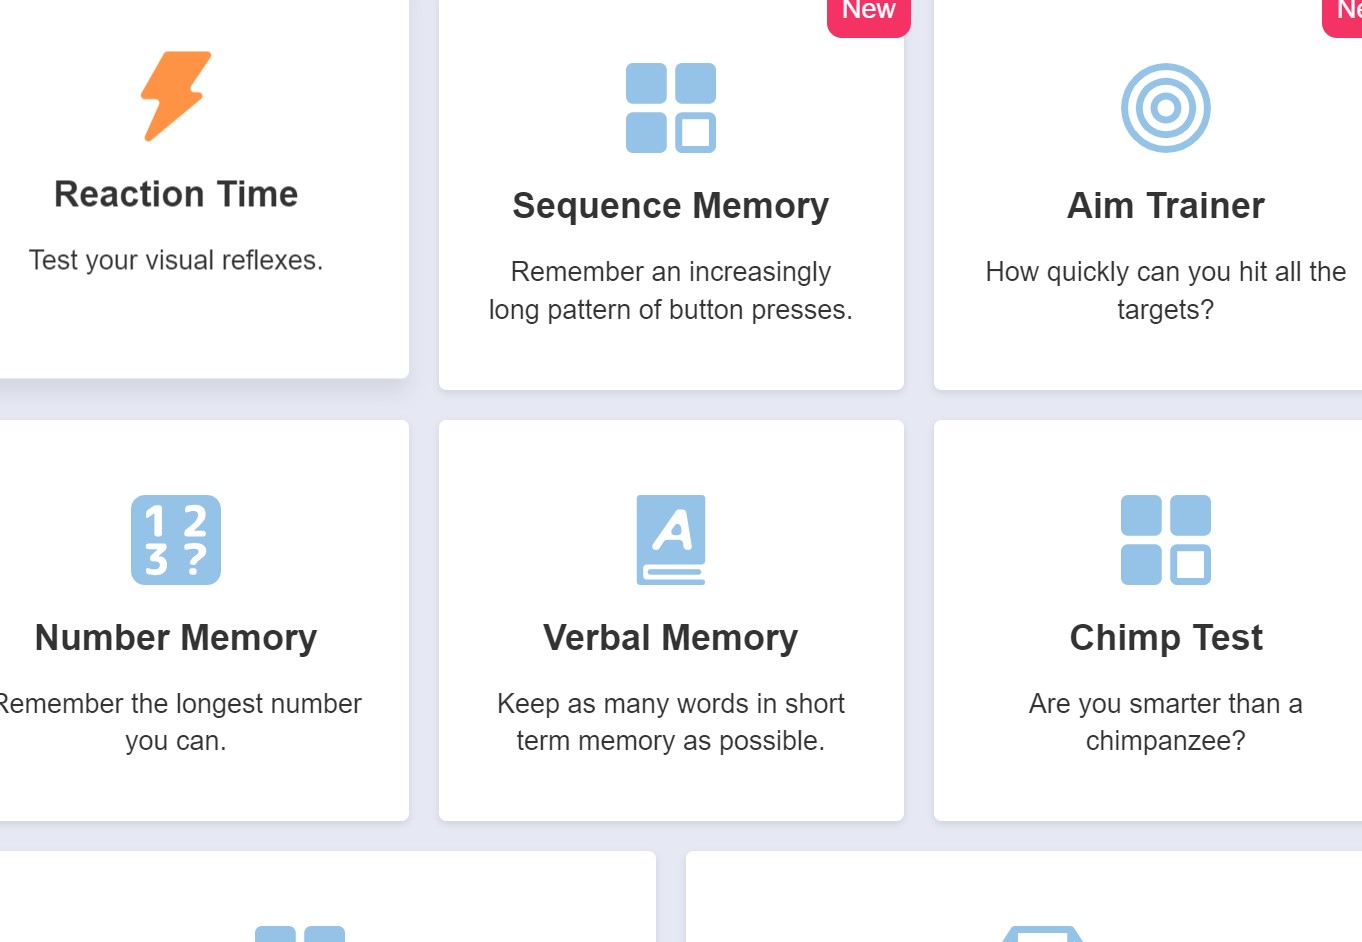 New
Reaction Time
Test your visual reflexes.
Sequence Memory
Remember an increasingly
long pattern of button presses.
Aim Trainer
How quickly can you hit all the
targets?
1 2
3 ?
Number Memory
Remember the longest number
you can.
A
Verbal Memory
Keep as many words in short
term memory as possible.
Chimp Test
Are you smarter than a
chimpanzee?